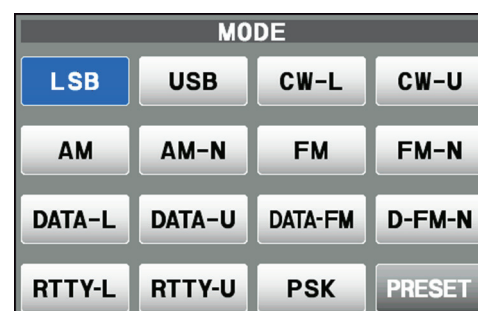 MODE
LSB USB CW-L CW-U
AM AM-N FM FM-N
DATA-L DATA-U DATA-FM D-FM-N
RTTY-L RTTY-U PSK PRESET